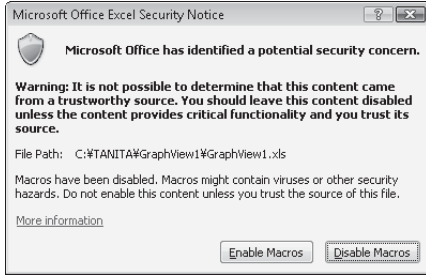 Microsoft Office Excel Security Notice
Microsoft Office has identified a potential security concern.
Warning: It is not possible to determine that this content came
from a trustworthy source. You should leave this content disabled
unless the content provides critical functionality and you trust its
source.
File Path: C:¥TANITA¥GraphView1¥GraphView1.xls
Macros have been disabled. Macros might contain viruses or other security
hazards. Do not enable this content unless you trust the source of this file.
More information
Enable Macros Disable Macros